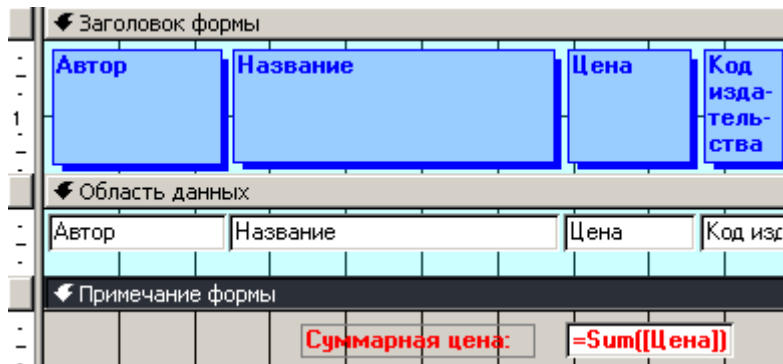 Заголовок формы
Автор Название Цена Код
изда-
тель-
ства
1
Область данных
Автор Название Цена Код изд
Примечание формы
Суммарная цена: =Sum([Цена])